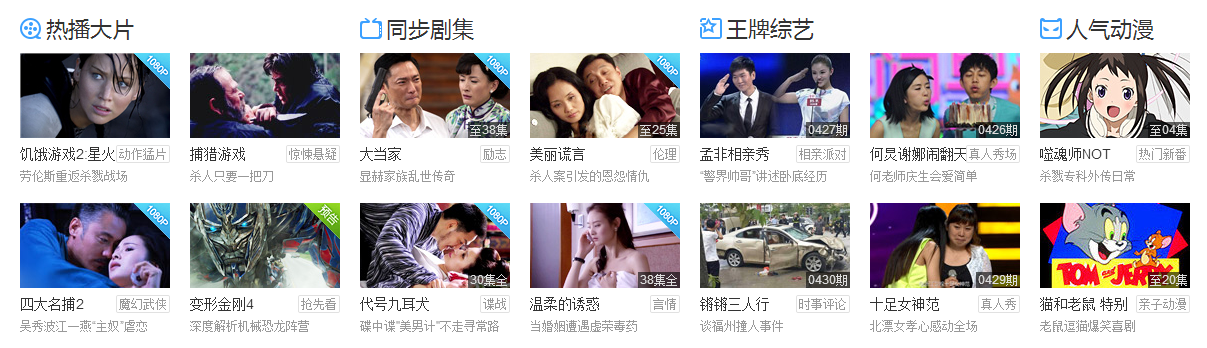 热播大片
同步剧集
王牌综艺
人气动漫
1080P
1080P
至38集
1080P
至25集
0427期
0426期
至04集
饥饿游戏2:星火 动作猛片
捕猎游戏 惊悚悬疑
大当家 励志
美丽谎言 伦理
孟非相亲秀 相亲派对
何炅谢娜闹翻天 真人秀场
噬魂师NOT 热门新番
劳伦斯重返杀戮战场
杀人只要一把刀
显赫家族乱世传奇
杀人案引发的恩怨情仇
“警界帅哥”讲述卧底经历
何老师庆生会爱简单
杀戮专科外传日常
1080P
预告
1080P
30集全
1080P
38集全
0430期
0429期
TOM AND JERRY
至20集
四大名捕2 魔幻武侠
变形金刚4 抢先看
代号九耳犬 谍战
温柔的诱惑 言情
锵锵三人行 时事评论
十足女神范 真人秀
猫和老鼠 特别 亲子动漫
吴秀波江一燕“主奴”虐恋
深度解析机械恐龙阵营
碟中谍“美男计”不走寻常路
当婚姻遭遇虚荣毒药
谈福州撞人事件
北漂女孝心感动全场
老鼠逗猫爆笑喜剧